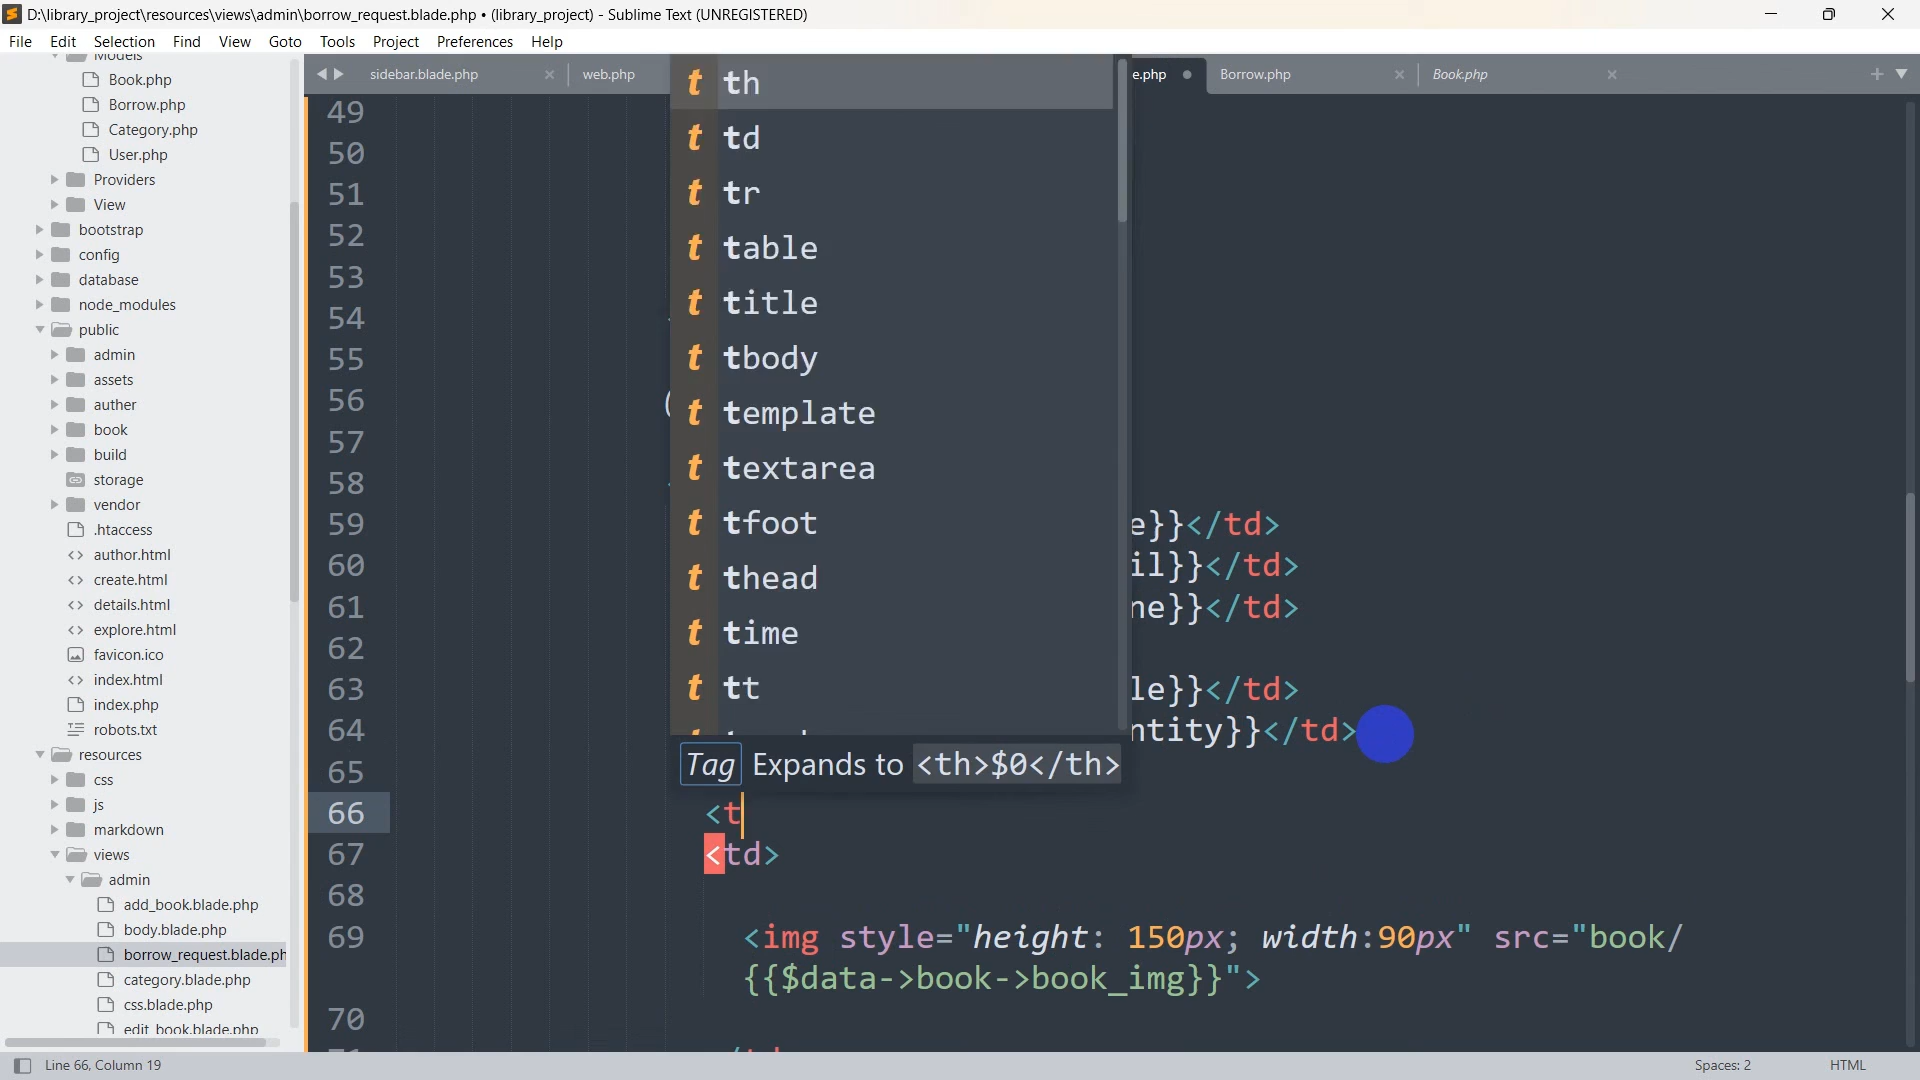 D:\library_project\resources\views\admin\borrow_request.blade.php • (library_project) - Sublime Text (UNREGISTERED)
File Edit Selection Find View Goto Tools Project Preferences Help
Models
Book.php
Borrow.php
Category.php
User.php
Providers
View
bootstrap
config
database
node_modules
public
admin
assets
auther
book
build
storage
vendor
.htaccess
author.html
create.html
details.html
explore.html
favicon.ico
index.html
index.php
robots.txt
resources
css
js
markdown
views
admin
add_book.blade.php
body.blade.php
borrow_request.blade.ph
category.blade.php
css.blade.php
edit_book.blade.php
sidebar.blade.php web.php e.php Borrow.php Book.php
49
50
51
52
53
54
55
56 (
57
58
59 e}}</td>
60 il}}</td>
61 ne}}</td>
62
63 le}}</td>
64 ntity}}</td>
65
66 <t
67 <td>
68
69 <img style="height: 150px; width:90px" src="book/
{{$data->book->book_img}}">
70
t th
t td
t tr
t table
t title
t tbody
t template
t textarea
t tfoot
t thead
t time
t tt
Tag Expands to <th>$0</th>
Line 66, Column 19 Spaces: 2 HTML